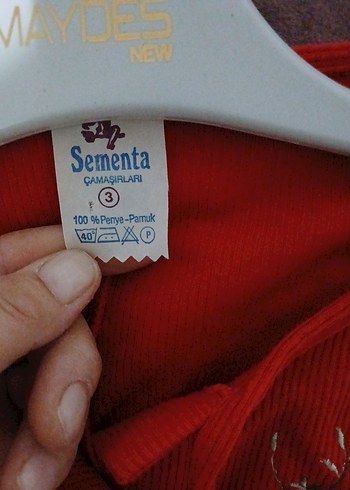 MAYDES
NEW
Sementa
ÇAMAŞIRLARI
3
100 % Penye-Pamuk
40° P